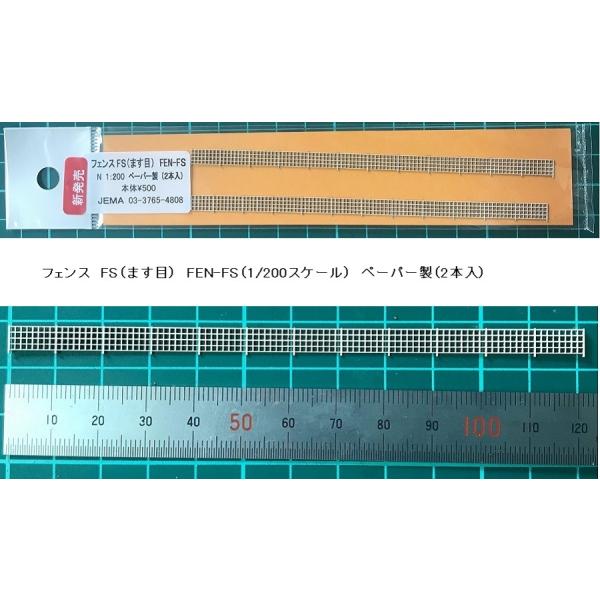 新発売
フェンスFS(ます目) FEN-FS
N 1:200 ペーパー製(2本入)
本体¥500
JEMA 03-3765-4808
フェンス FS(ます目) FEN-FS(1/200スケール) ペーパー製(2本入)
10 20 30 40 50 60 70 80 90 100 110 120